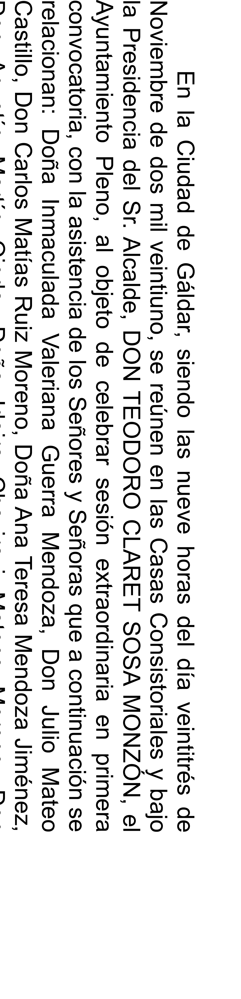 En la Ciudad de Gáldar, siendo las nueve horas del día veintitrés de
Noviembre de dos mil veintiuno, se reúnen en las Casas Consistoriales y bajo
la Presidencia del Sr. Alcalde, DON TEODORO CLARET SOSA MONZÓN, el
Ayuntamiento Pleno, al objeto de celebrar sesión extraordinaria en primera
convocatoria, con la asistencia de los Señores y Señoras que a continuación se
relacionan: Doña Inmaculada Valeriana Guerra Mendoza, Don Julio Mateo
Castillo, Don Carlos Matías Ruiz Moreno, Doña Ana Teresa Mendoza Jiménez,